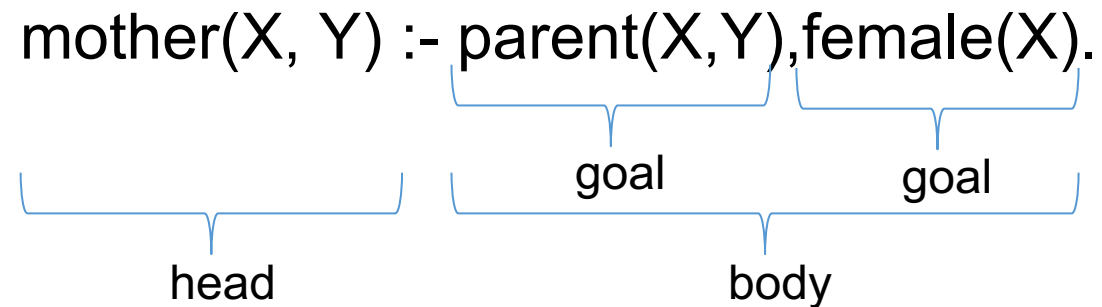 mother(X, Y) :- parent(X,Y),female(X).
goal goal
head body